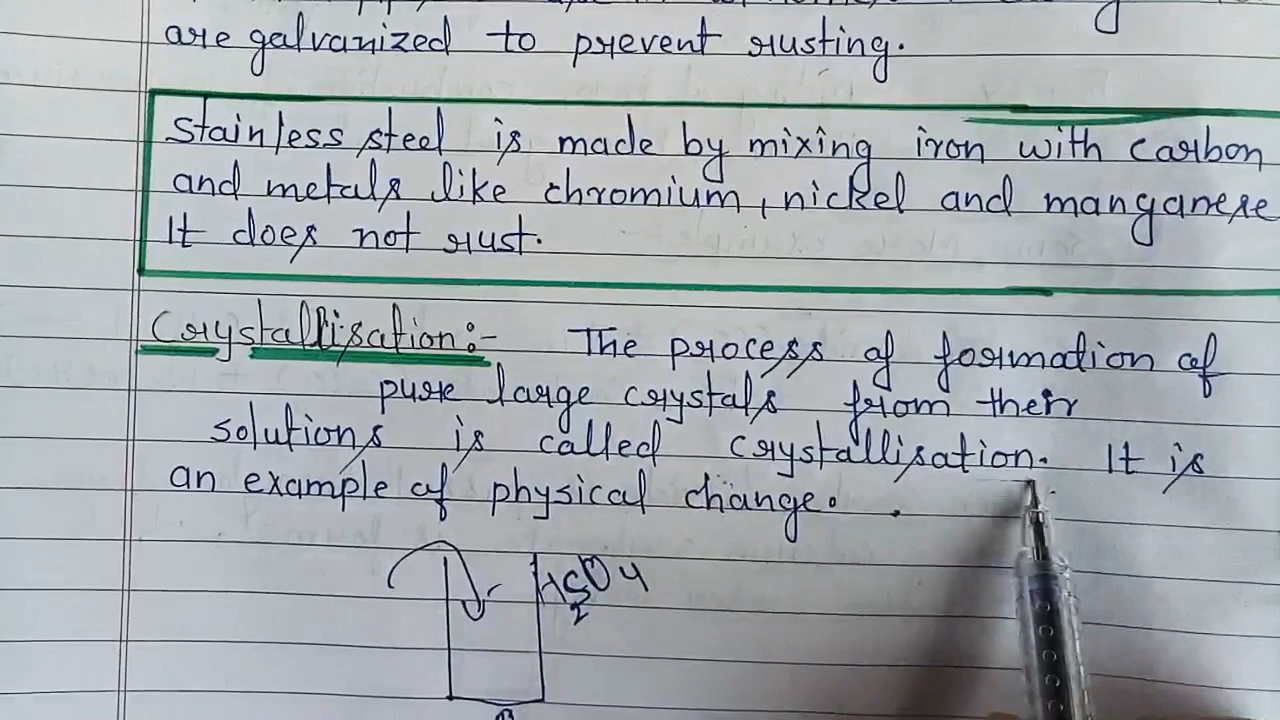 are galvanized to prevent rusting.
Stainless steel is made by mixing iron with carbon
and metals like chromium, nickel and manganese
It does not rust.
Crystallisation:- The process of formation of
pure large crystals from their
solutions is called crystallisation. It is
an example of physical change.